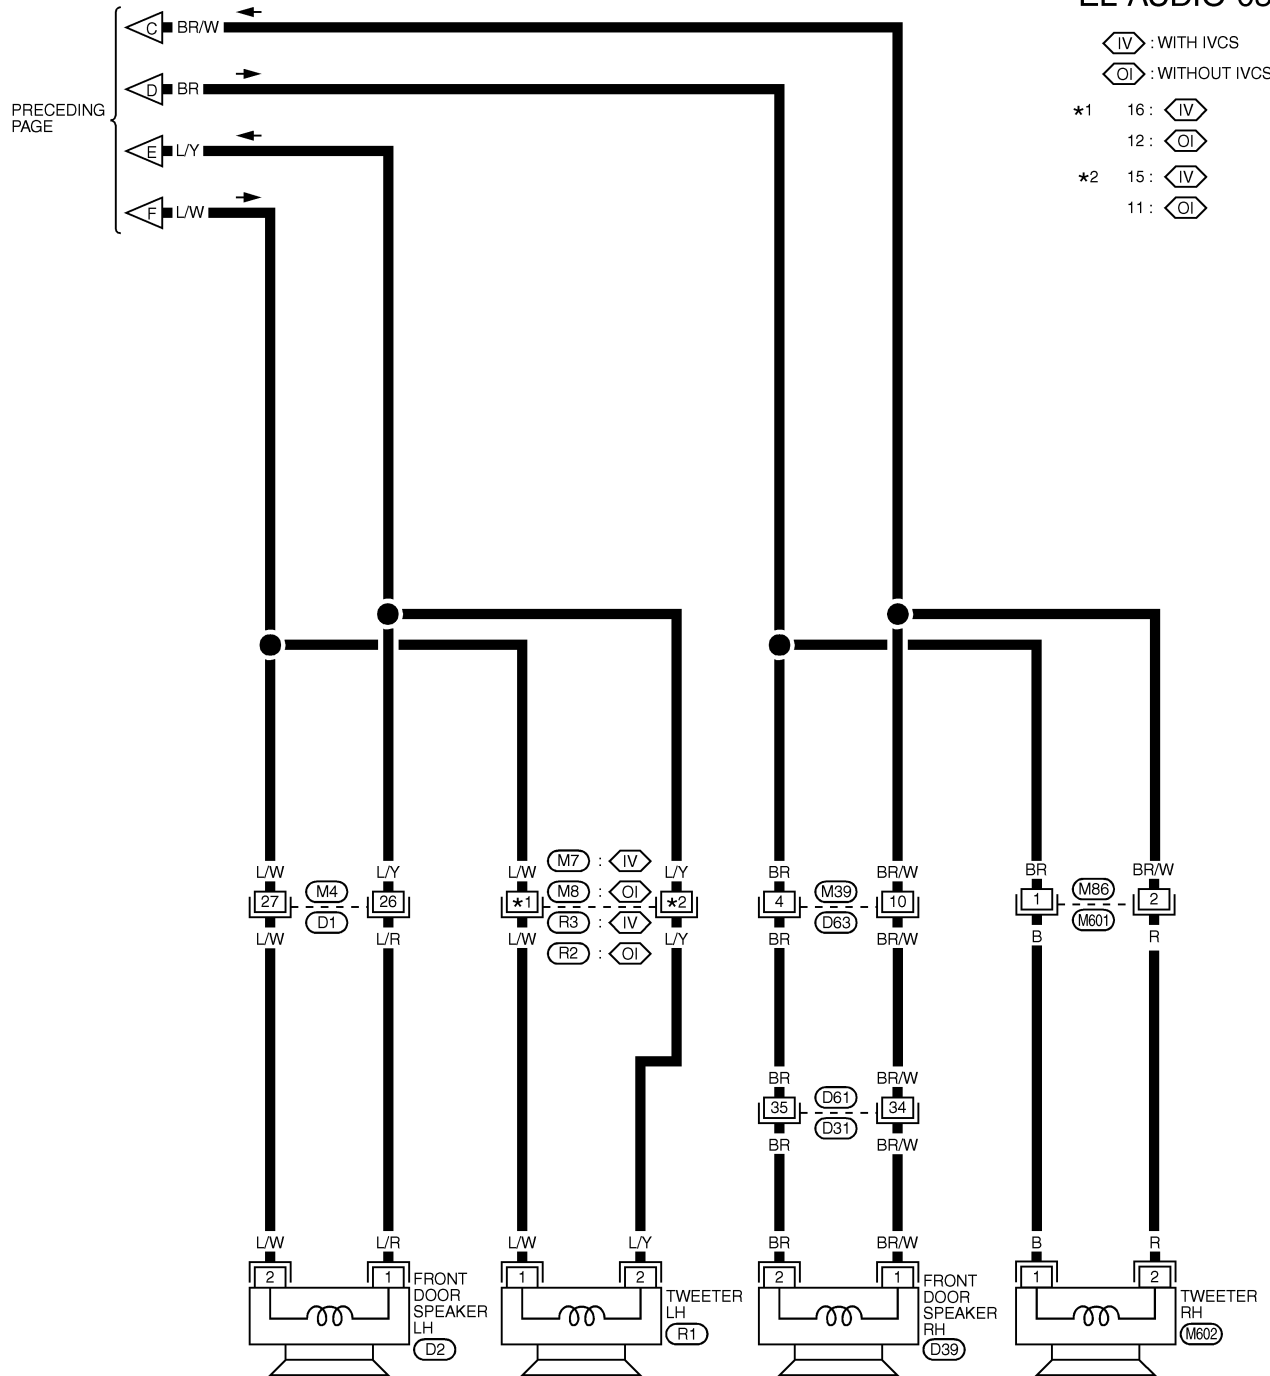 EL-AUDIO-03
C BR/W
IV : WITH IVCS
D BR
OI : WITHOUT IVCS
PRECEDING
PAGE
*1 16 : IV
12 : OI
E L/Y
*2 15 : IV
F L/W
11 : OI
L/W L/Y L/W M7 : IV L/Y BR BR/W BR BR/W
27 M4 26 *1 M8 : OI *2 4 M39 10 1 M86 2
D1 R3 : IV D63 M601
L/W L/R L/W R2 : OI L/Y BR BR/W B R
BR BR/W
35 D61 34
D31
BR BR/W
L/W L/R L/W L/Y BR BR/W B R
2 1 1 2 2 1 1 2
FRONT
DOOR
SPEAKER
LH
D2
TWEETER
LH
R1
FRONT
DOOR
SPEAKER
RH
D39
TWEETER
RH
M602